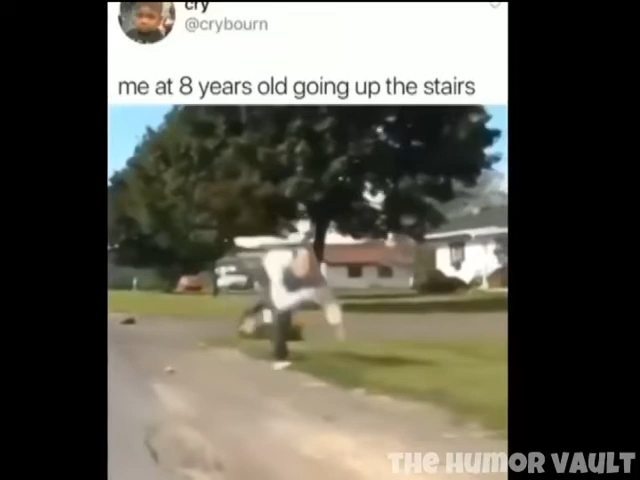 cry
@crybourn
me at 8 years old going up the stairs
THE HUMOR VAULT